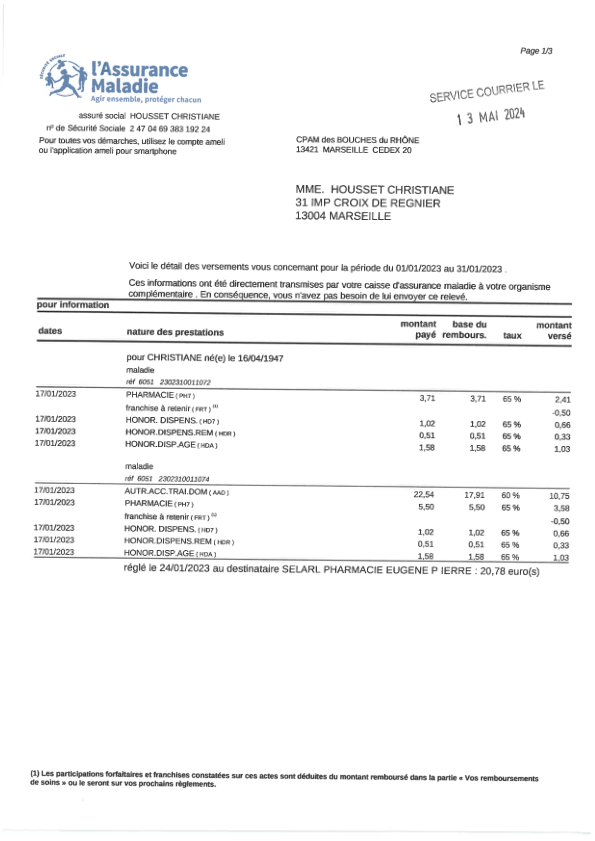 Page 1/3
SÉCURITÉ SOCIALE
l'Assurance
Maladie
Agir ensemble, protéger chacun
SERVICE COURRIER LE
13 MAI 2024
assuré social HOUSSET CHRISTIANE
n° de Sécurité Sociale 2 47 04 69 383 192 24
Pour toutes vos démarches, utilisez le compte ameli
ou l'application ameli pour smartphone
CPAM des BOUCHES du RHÔNE
13421 MARSEILLE CEDEX 20
MME. HOUSSET CHRISTIANE
31 IMP CROIX DE REGNIER
13004 MARSEILLE
Voici le détail des versements vous concernant pour la période du 01/01/2023 au 31/01/2023 .
Ces informations ont été directement transmises par votre caisse d'assurance maladie à votre organisme
complémentaire . En conséquence, vous n'avez pas besoin de lui envoyer ce relevé.
pour information
dates nature des prestations montant payé base du rembours. taux montant versé
pour CHRISTIANE né(e) le 16/04/1947
maladie
réf 6051 2302310011072
17/01/2023 PHARMACIE ( PH7 ) 3,71 3,71 65 % 2,41
franchise à retenir ( FRT ) (1) -0,50
17/01/2023 HONOR. DISPENS. ( HD7 ) 1,02 1,02 65 % 0,66
17/01/2023 HONOR.DISPENS.REM ( HDR ) 0,51 0,51 65 % 0,33
17/01/2023 HONOR.DISP.AGE ( HDA ) 1,58 1,58 65 % 1,03
maladie
réf 6051 2302310011074
17/01/2023 AUTR.ACC.TRAI.DOM ( AAD ) 22,54 17,91 60 % 10,75
17/01/2023 PHARMACIE ( PH7 ) 5,50 5,50 65 % 3,58
franchise à retenir ( FRT ) (1) -0,50
17/01/2023 HONOR. DISPENS. ( HD7 ) 1,02 1,02 65 % 0,66
17/01/2023 HONOR.DISPENS.REM ( HDR ) 0,51 0,51 65 % 0,33
17/01/2023 HONOR.DISP.AGE ( HDA ) 1,58 1,58 65 % 1,03
réglé le 24/01/2023 au destinataire SELARL PHARMACIE EUGENE P IERRE : 20,78 euro(s)
(1) Les participations forfaitaires et franchises constatées sur ces actes sont déduites du montant remboursé dans la partie « Vos remboursements
de soins » ou le seront sur vos prochains règlements.